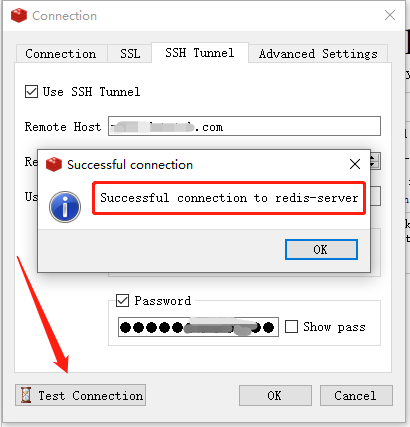 Connection
Connection SSL SSH Tunnel Advanced Settings
Use SSH Tunnel
Remote Host .com
Re
Successful connection
Us
Successful connection to redis-server
OK
Password
Show pass
Test Connection OK Cancel